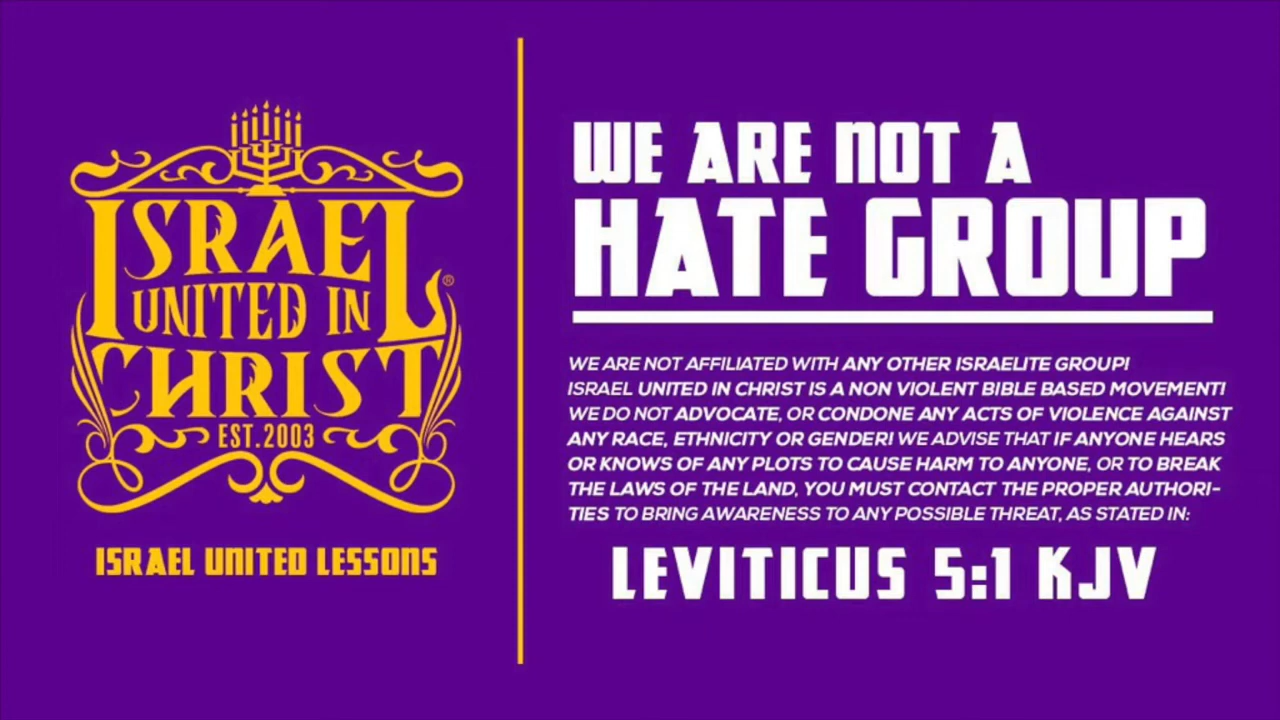 ISRAEL
UNITED IN
CHRIST
EST.2003
®
ISRAEL UNITED LESSONS
WE ARE NOT A
HATE GROUP
WE ARE NOT AFFILIATED WITH ANY OTHER ISRAELITE GROUP!
ISRAEL UNITED IN CHRIST IS A NON VIOLENT BIBLE BASED MOVEMENT!
WE DO NOT ADVOCATE, OR CONDONE ANY ACTS OF VIOLENCE AGAINST
ANY RACE, ETHNICITY OR GENDER! WE ADVISE THAT IF ANYONE HEARS
OR KNOWS OF ANY PLOTS TO CAUSE HARM TO ANYONE, OR TO BREAK
THE LAWS OF THE LAND, YOU MUST CONTACT THE PROPER AUTHORI-
TIES TO BRING AWARENESS TO ANY POSSIBLE THREAT, AS STATED IN:
LEVITICUS 5:1 KJV